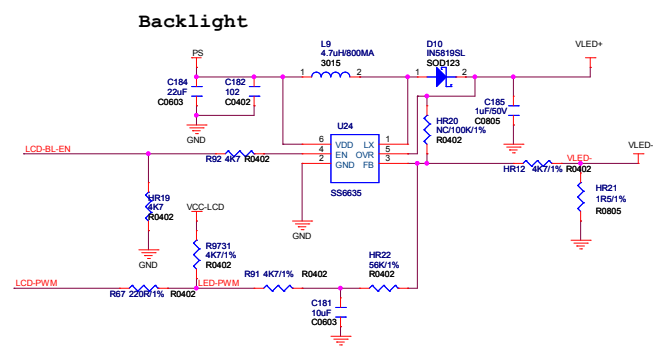 Backlight
PS
L9
4.7uH/800MA
3015
1
2
D10
IN5819SL
SOD123
1
2
VLED+
C184
22uF
C0603
C182
102
C0402
GND
C185
1uF/50V
C0805
U24
6
4
2
VDD
EN
GND
LX
OVR
FB
1
5
3
SS6635
HR20
NC/100K/1%
R0402
LCD-BL-EN
R92 4K7 R0402
HR12 4K7/1% R0402
VLED-
VLED-
HR21
1R5/1%
R0805
HR19
4K7
R0402
GND
GND
VCC-LCD
R9731
4K7/1%
R0402
LCD-PWM
R67 220R/1% R0402
LED-PWM
R91 4K7/1% R0402
HR22
56K/1%
R0402
C181
10uF
C0603